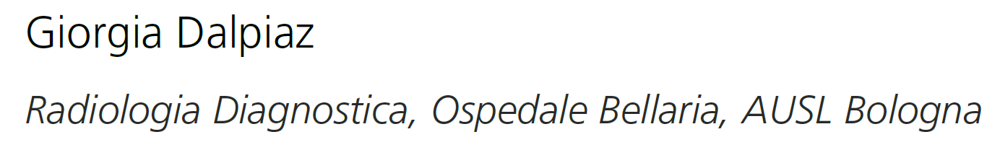 Giorgia Dalpiaz
Radiologia Diagnostica, Ospedale Bellaria, AUSL Bologna